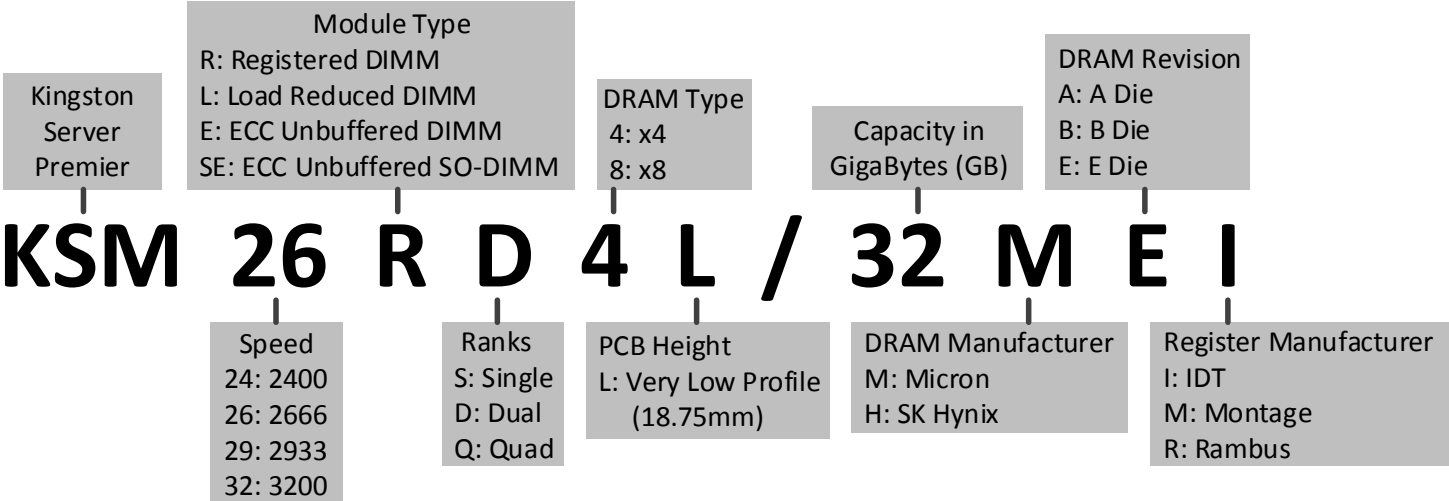 Module Type
R: Registered DIMM
L: Load Reduced DIMM
E: ECC Unbuffered DIMM
SE: ECC Unbuffered SO-DIMM
Kingston
Server
Premier
DRAM Type
4: x4
8: x8
Capacity in
GigaBytes (GB)
DRAM Revision
A: A Die
B: B Die
E: E Die
KSM 26 R D 4 L / 32 M E I
Speed
24: 2400
26: 2666
29: 2933
32: 3200
Ranks
S: Single
D: Dual
Q: Quad
PCB Height
L: Very Low Profile
(18.75mm)
DRAM Manufacturer
M: Micron
H: SK Hynix
Register Manufacturer
I: IDT
M: Montage
R: Rambus